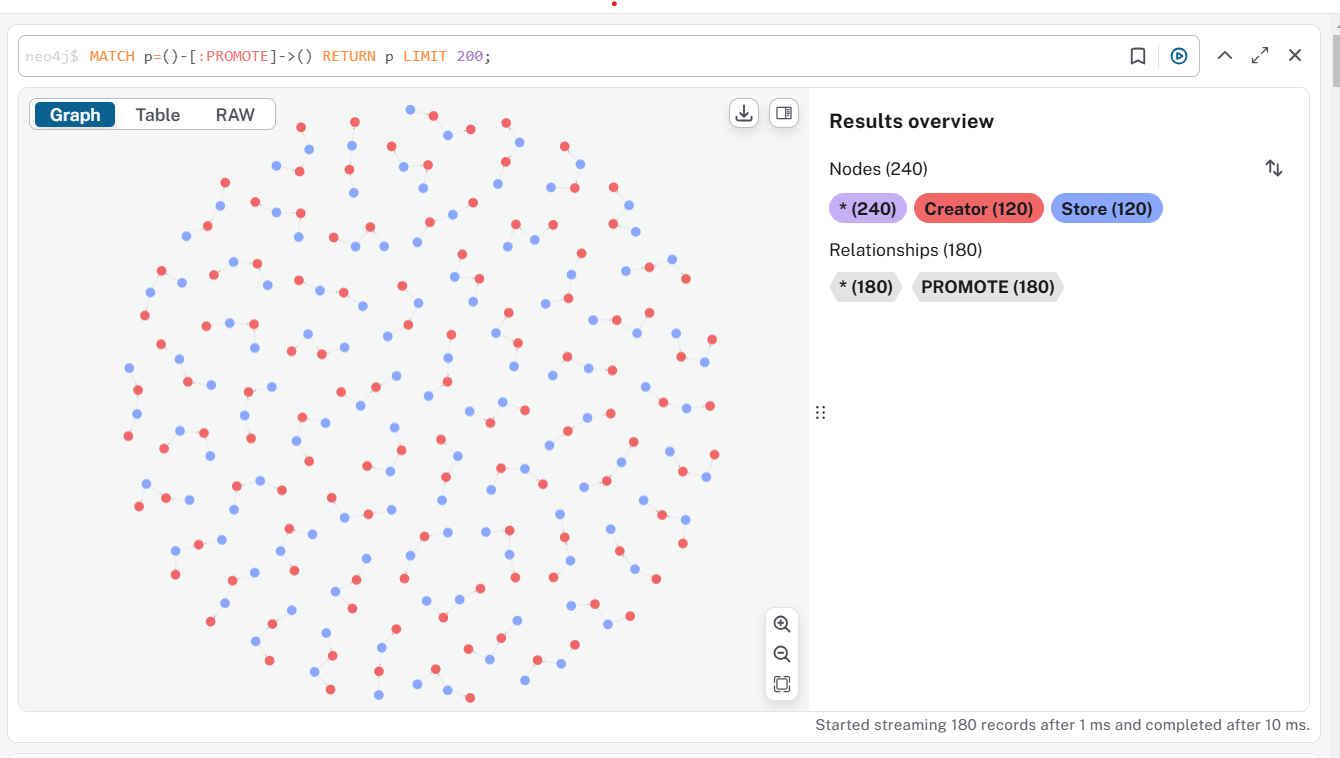 neo4j$ MATCH p=()-[:PROMOTE]->() RETURN p LIMIT 200;
Graph Table RAW
Results overview
Nodes (240)
* (240) Creator (120) Store (120)
Relationships (180)
* (180) PROMOTE (180)
Started streaming 180 records after 1 ms and completed after 10 ms.